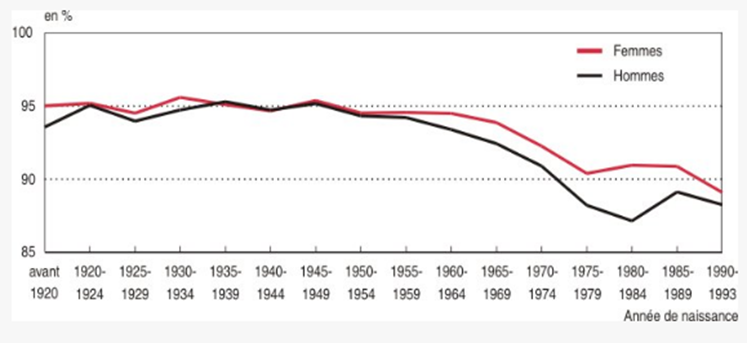 en %
100
Femmes
Hommes
95
90
85
avant 1920- 1925- 1930- 1935- 1940- 1945- 1950- 1955- 1960- 1965- 1970- 1975- 1980- 1985- 1990-
1920 1924 1929 1934 1939 1944 1949 1954 1959 1964 1969 1974 1979 1984 1989 1993
Année de naissance